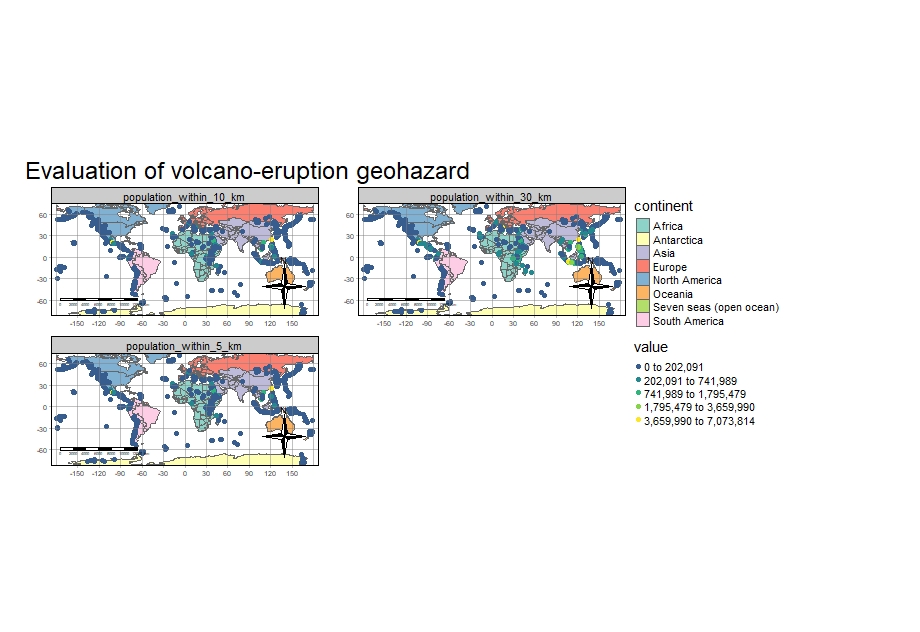 Evaluation of volcano-eruption geohazard
population_within_10_km
60
30
0
-30
-60
-150 -120 -90 -60 -30 0 30 60 90 120 150
population_within_30_km
60
30
0
-30
-60
-150 -120 -90 -60 -30 0 30 60 90 120 150
population_within_5_km
60
30
0
-30
-60
-150 -120 -90 -60 -30 0 30 60 90 120 150
continent
Africa
Antarctica
Asia
Europe
North America
Oceania
Seven seas (open ocean)
South America
value
0 to 202,091
202,091 to 741,989
741,989 to 1,795,479
1,795,479 to 3,659,990
3,659,990 to 7,073,814